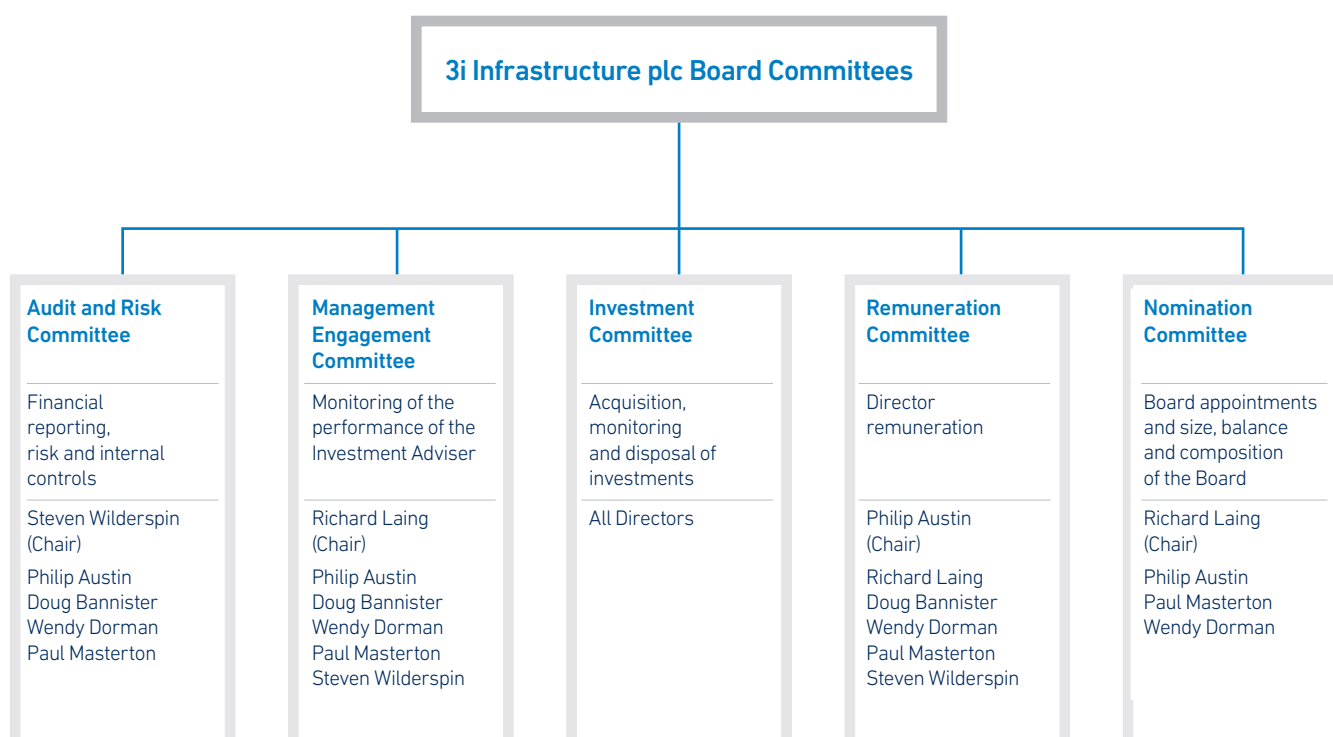 3i Infrastructure plc Board Committees
Audit and Risk
Committee
Financial
reporting,
risk and internal
controls
Steven Wilderspin
(Chair)
Philip Austin
Doug Bannister
Wendy Dorman
Paul Masterton
Management
Engagement
Committee
Monitoring of the
performance of the
Investment Adviser
Richard Laing
(Chair)
Philip Austin
Doug Bannister
Wendy Dorman
Paul Masterton
Steven Wilderspin
Investment
Committee
Acquisition,
monitoring
and disposal of
investments
All Directors
Remuneration
Committee
Director
remuneration
Philip Austin
(Chair)
Richard Laing
Doug Bannister
Wendy Dorman
Paul Masterton
Steven Wilderspin
Nomination
Committee
Board appointments
and size, balance
and composition
of the Board
Richard Laing
(Chair)
Philip Austin
Paul Masterton
Wendy Dorman